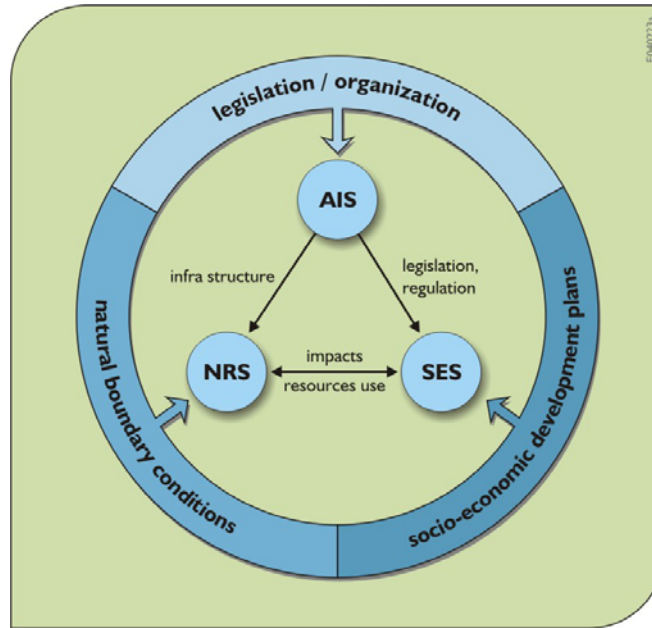 E040723a
legislation / organization
AIS
infra structure
legislation,
regulation
natural boundary conditions
NRS
impacts
resources use
SES
socio-economic development plans